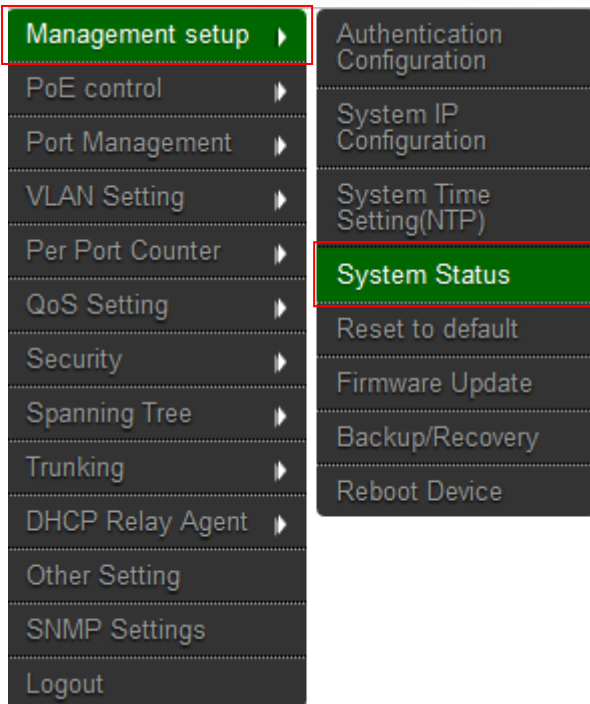 Management setup
PoE control
Port Management
VLAN Setting
Per Port Counter
QoS Setting
Security
Spanning Tree
Trunking
DHCP Relay Agent
Other Setting
SNMP Settings
Logout
Authentication
Configuration
System IP
Configuration
System Time
Setting(NTP)
System Status
Reset to default
Firmware Update
Backup/Recovery
Reboot Device